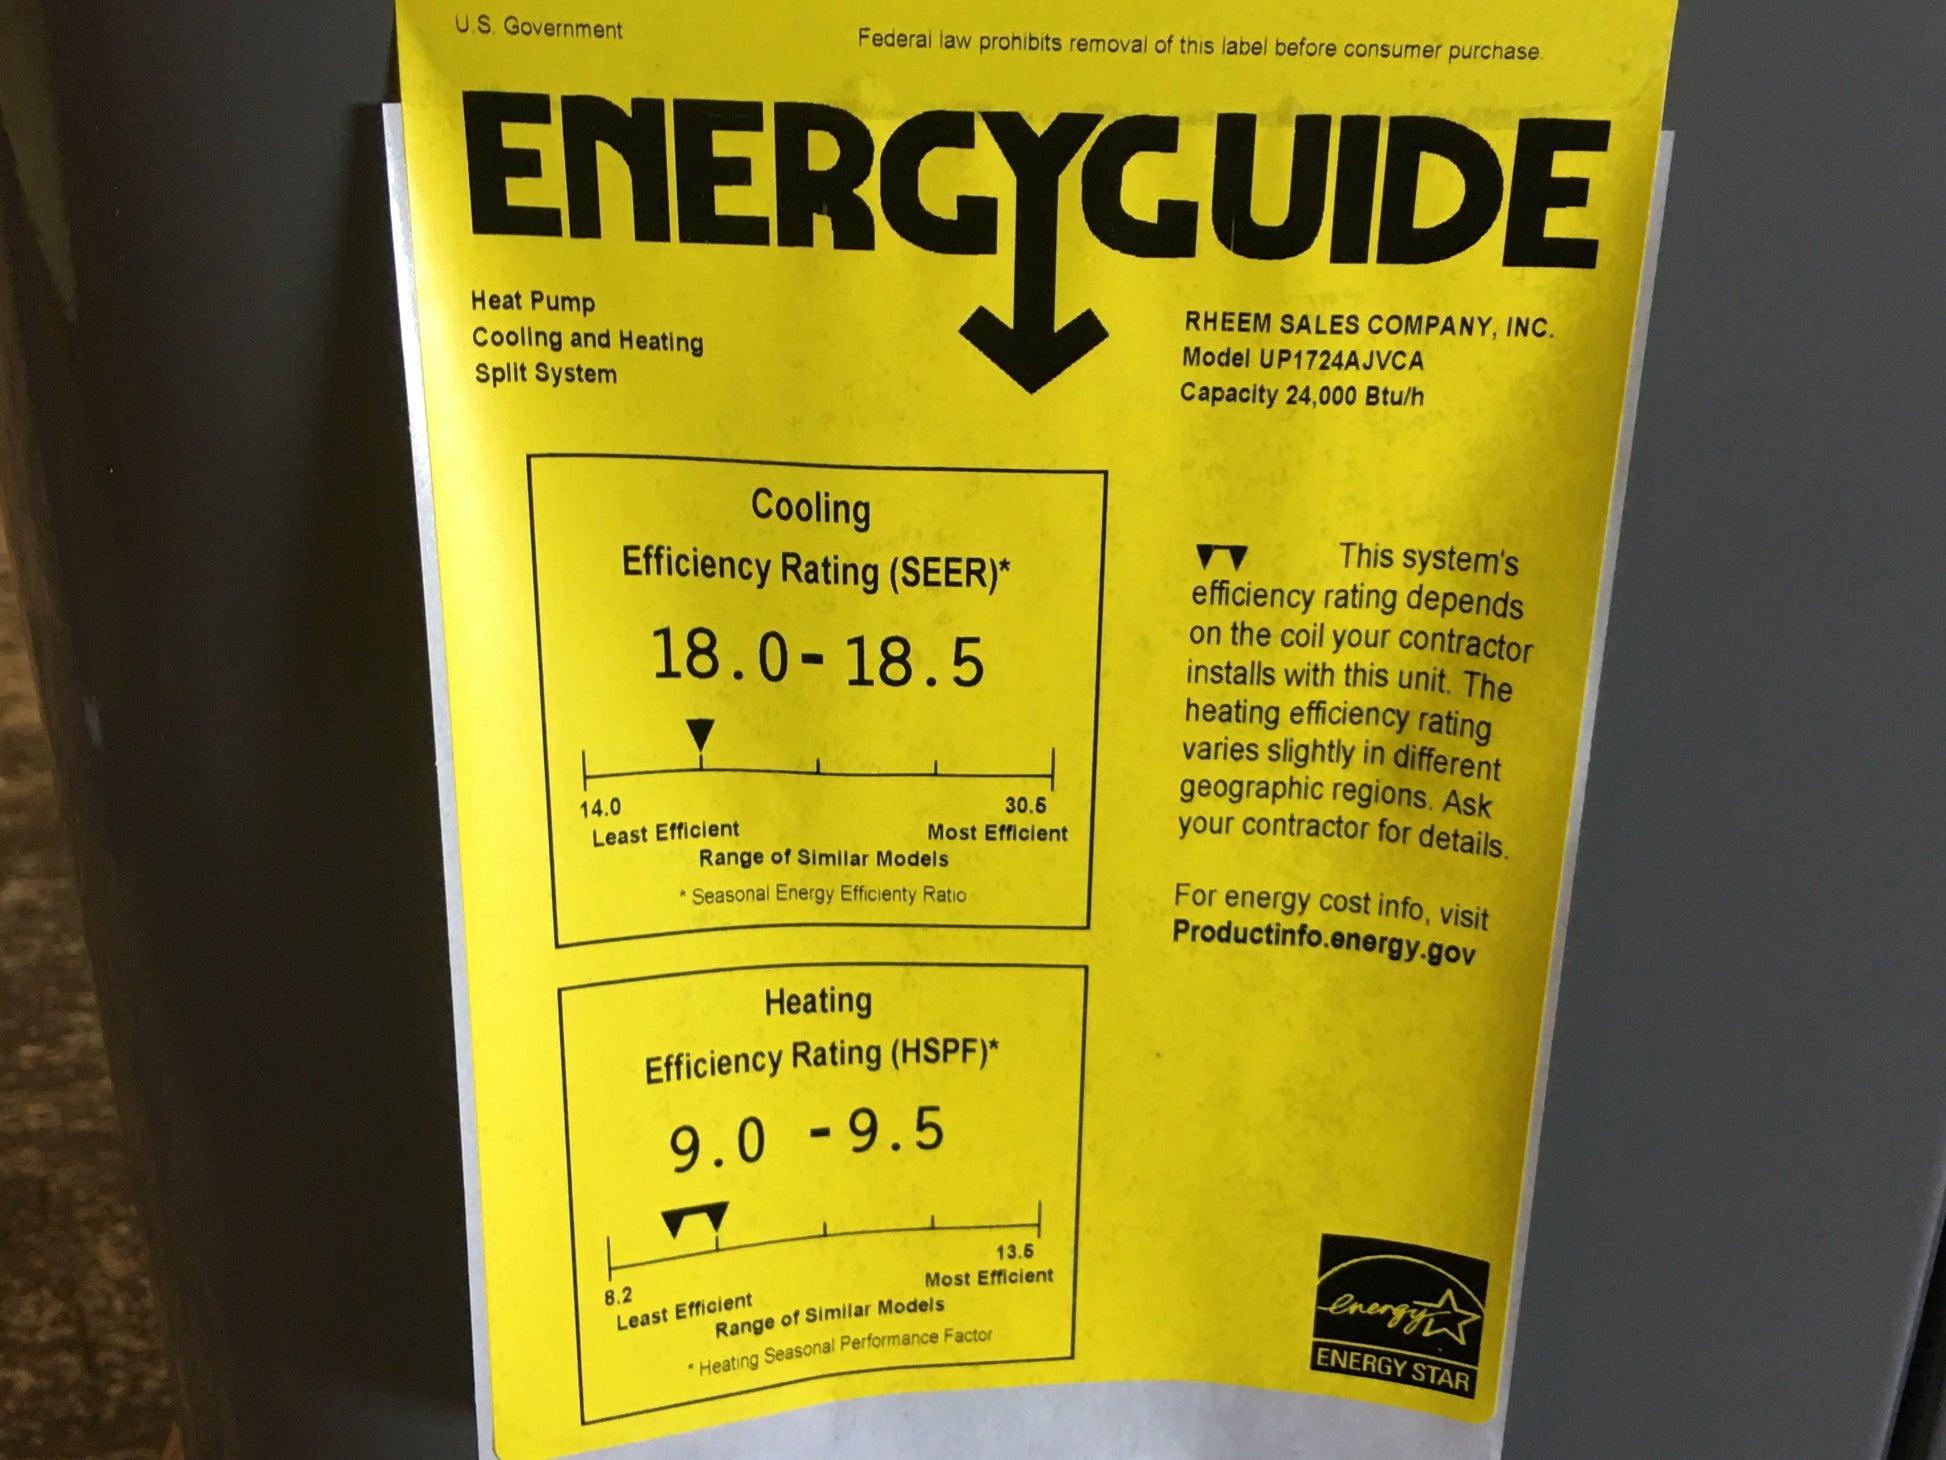 U.S. Government
Federal law prohibits removal of this label before consumer purchase.
ENERGYGUIDE
Heat Pump
Cooling and Heating
Split System
RHEEM SALES COMPANY, INC.
Model UP1724AJVCA
Capacity 24,000 Btu/h
Cooling
Efficiency Rating (SEER)*
18.0-18.5
14.0
30.5
Least Efficient
Most Efficient
Range of Similar Models
* Seasonal Energy Efficienty Ratio
This system's
efficiency rating depends
on the coil your contractor
installs with this unit. The
heating efficiency rating
varies slightly in different
geographic regions. Ask
your contractor for details.
For energy cost info, visit
Productinfo.energy.gov
Heating
Efficiency Rating (HSPF)*
9.0 -9.5
8.2
13.5
Least Efficient
Most Efficient
Range of Similar Models
* Heating Seasonal Performance Factor
energy
ENERGY STAR